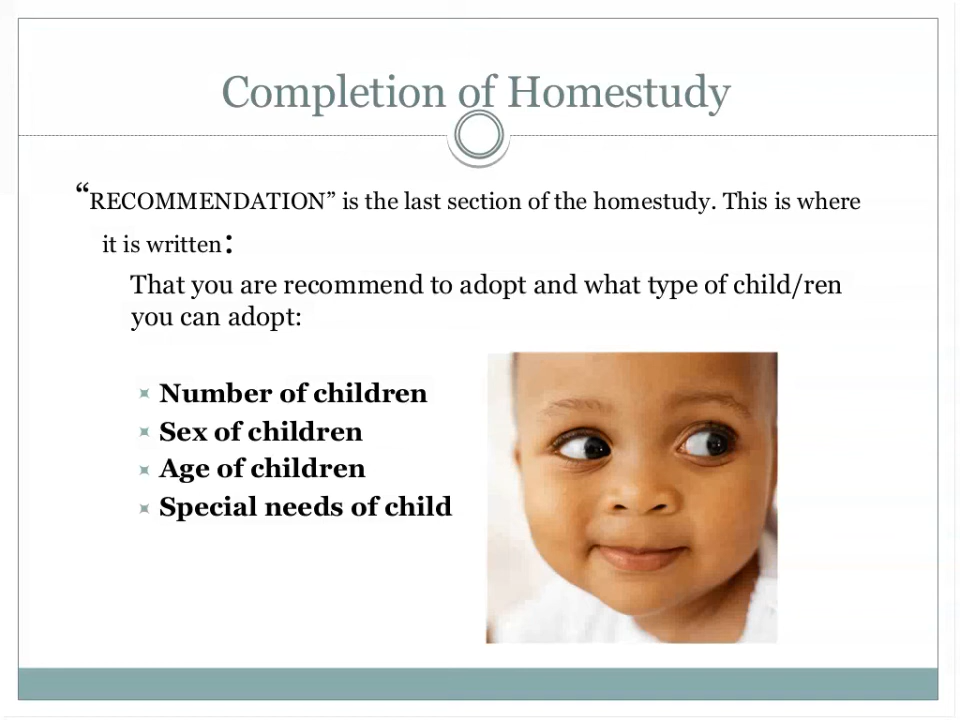 Completion of Homestudy
“RECOMMENDATION” is the last section of the homestudy. This is where
it is written:
That you are recommend to adopt and what type of child/ren
you can adopt:
Number of children
Sex of children
Age of children
Special needs of child